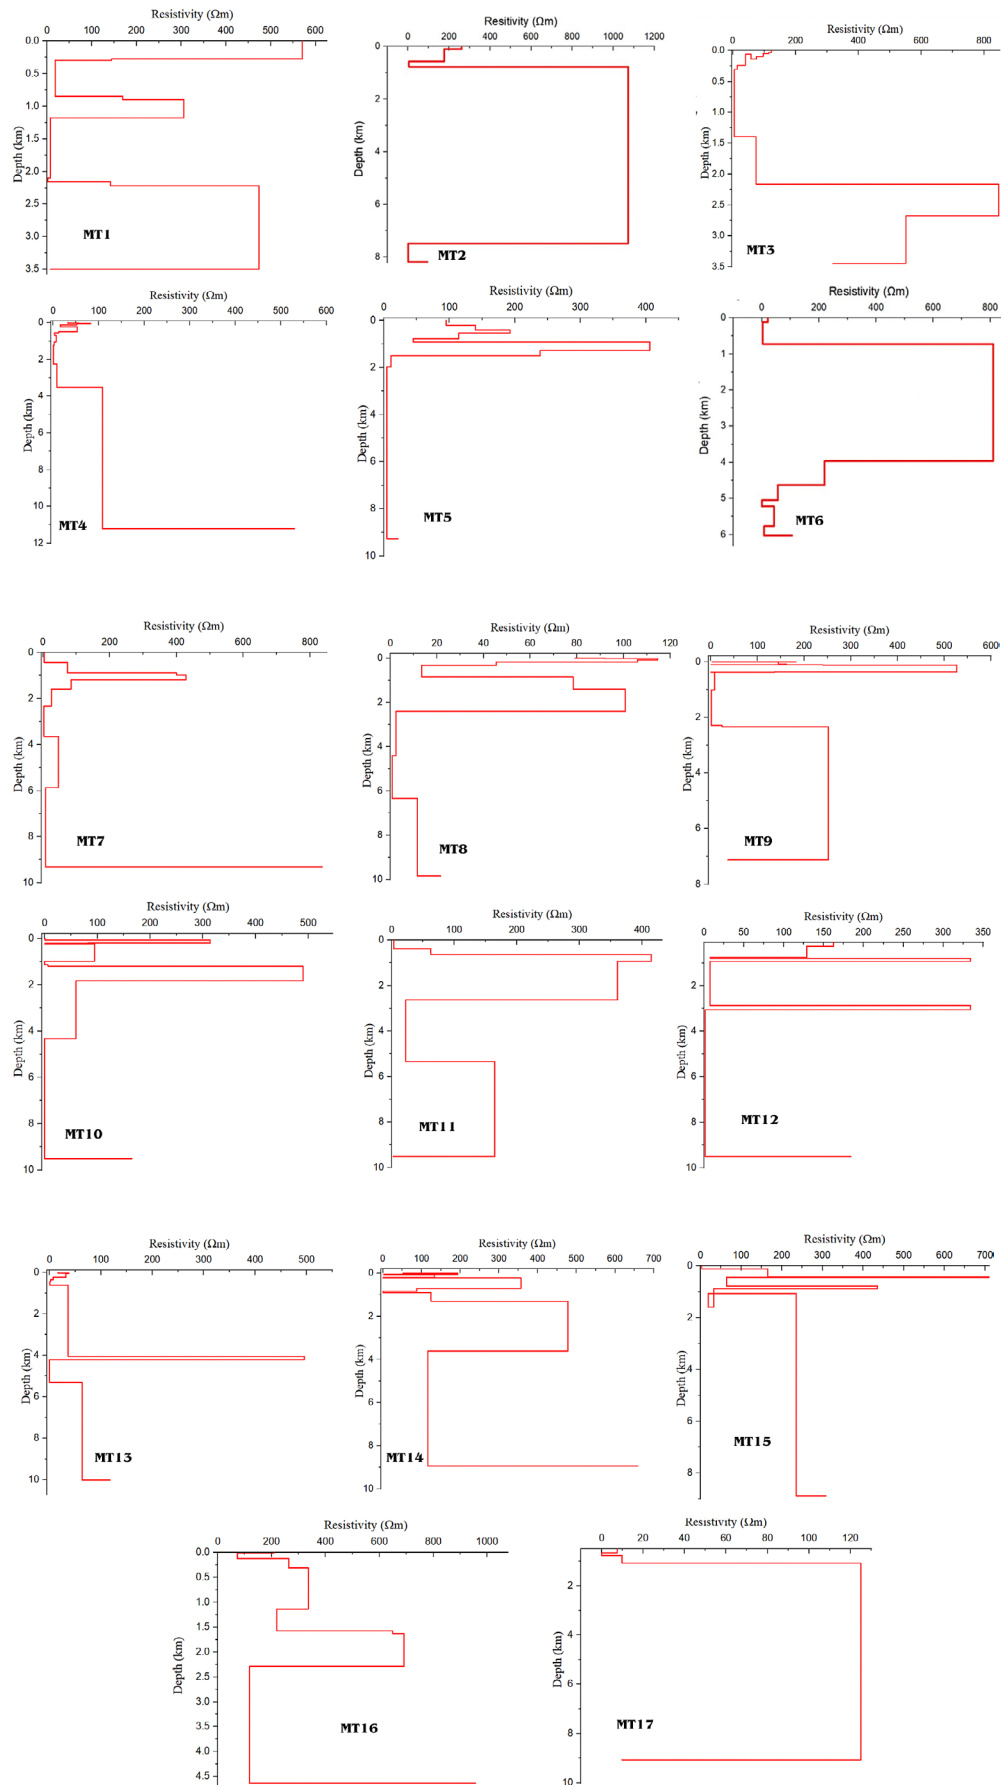 Resistivity (Ωm)
0 100 200 300 400 500 600
0.0
0.5
1.0
1.5
2.0
2.5
3.0
3.5
Depth (km)
MT1
Resistivity (Ωm)
0 200 400 600 800 1000 1200
0
2
4
6
8
Depth (km)
MT2
Resistivity (Ωm)
0 200 400 600 800
0.0
0.5
1.0
1.5
2.0
2.5
3.0
3.5
Depth (km)
MT3
Resistivity (Ωm)
0 100 200 300 400 500 600
0
2
4
6
8
10
12
Depth (km)
MT4
Resistivity (Ωm)
0 100 200 300 400
0
2
4
6
8
10
Depth (km)
MT5
Resistivity (Ωm)
0 200 400 600 800
0
1
2
3
4
5
6
Depth (km)
MT6
Resistivity (Ωm)
0 200 400 600 800
0
2
4
6
8
10
Depth (km)
MT7
Resistivity (Ωm)
0 20 40 60 80 100 120
0
2
4
6
8
10
Depth (km)
MT8
Resistivity (Ωm)
0 100 200 300 400 500 600
0
2
4
6
8
Depth (km)
MT9
Resistivity (Ωm)
0 100 200 300 400 500
0
2
4
6
8
10
Depth (km)
MT10
Resistivity (Ωm)
0 100 200 300 400
0
2
4
6
8
10
Depth (km)
MT11
Resistivity (Ωm)
0 50 100 150 200 250 300 350
2
4
6
8
10
Depth (km)
MT12
Resistivity (Ωm)
0 100 200 300 400 500
0
2
4
6
8
10
Depth (km)
MT13
Resistivity (Ωm)
0 100 200 300 400 500 600 700
0
2
4
6
8
10
Depth (km)
MT14
Resistivity (Ωm)
0 100 200 300 400 500 600 700
0
2
4
6
8
Depth (km)
MT15
Resistivity (Ωm)
0 200 400 600 800 1000
0.0
0.5
1.0
1.5
2.0
2.5
3.0
3.5
4.0
4.5
Depth (km)
MT16
Resistivity (Ωm)
0 20 40 60 80 100 120
2
4
6
8
10
Depth (km)
MT17